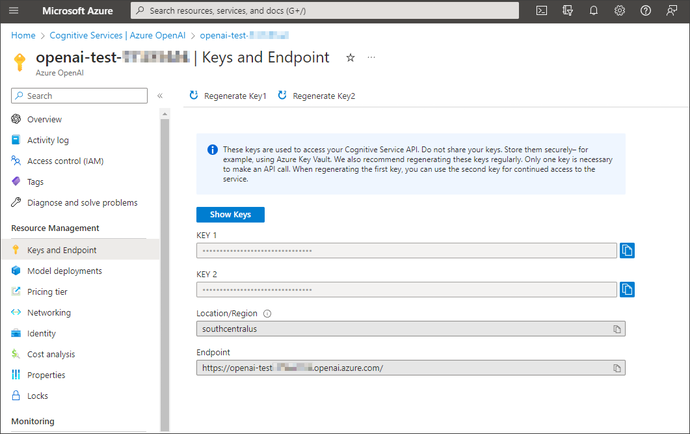 Microsoft Azure
Search resources, services, and docs (G+/)
Home > Cognitive Services | Azure OpenAI > openai-test-
openai-test- | Keys and Endpoint
Azure OpenAI
Search
Regenerate Key1
Regenerate Key2
Overview
Activity log
Access control (IAM)
Tags
Diagnose and solve problems
Resource Management
Keys and Endpoint
Model deployments
Pricing tier
Networking
Identity
Cost analysis
Properties
Locks
Monitoring
These keys are used to access your Cognitive Service API. Do not share your keys. Store them securely– for
example, using Azure Key Vault. We also recommend regenerating these keys regularly. Only one key is necessary
to make an API call. When regenerating the first key, you can use the second key for continued access to the
service.
Show Keys
KEY 1
••••••••••••••••••••••••••••••••
KEY 2
••••••••••••••••••••••••••••••••
Location/Region
southcentralus
Endpoint
https://openai-test- .openai.azure.com/